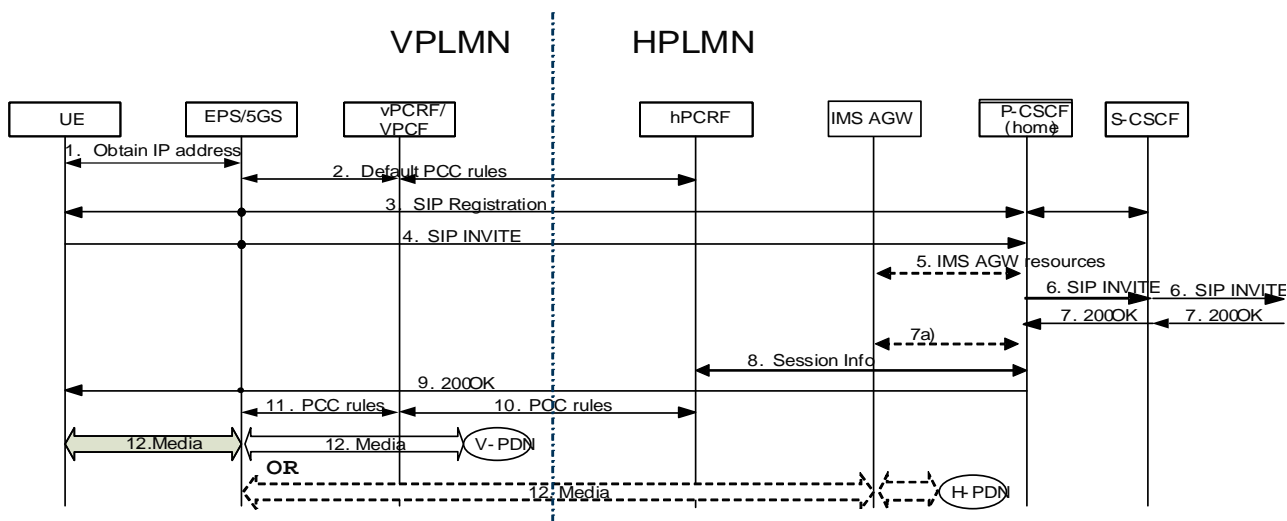 VPLMN
HPLMN
UE
EPS/5GS
vPCRF/
VPCF
hPCRF
IMS AGW
P-CSCF
(home)
S-CSCF
1. Obtain IP address
2. Default PCC rules
3. SIP Registration
4. SIP INVITE
5. IMS AGW resources
6. SIP INVITE
6. SIP INVITE
7. 200OK
7. 200OK
7a)
8. Session Info
9. 200OK
11. PCC rules
10. PCC rules
12.Media
12. Media
V-PDN
OR
12. Media
H-PDN